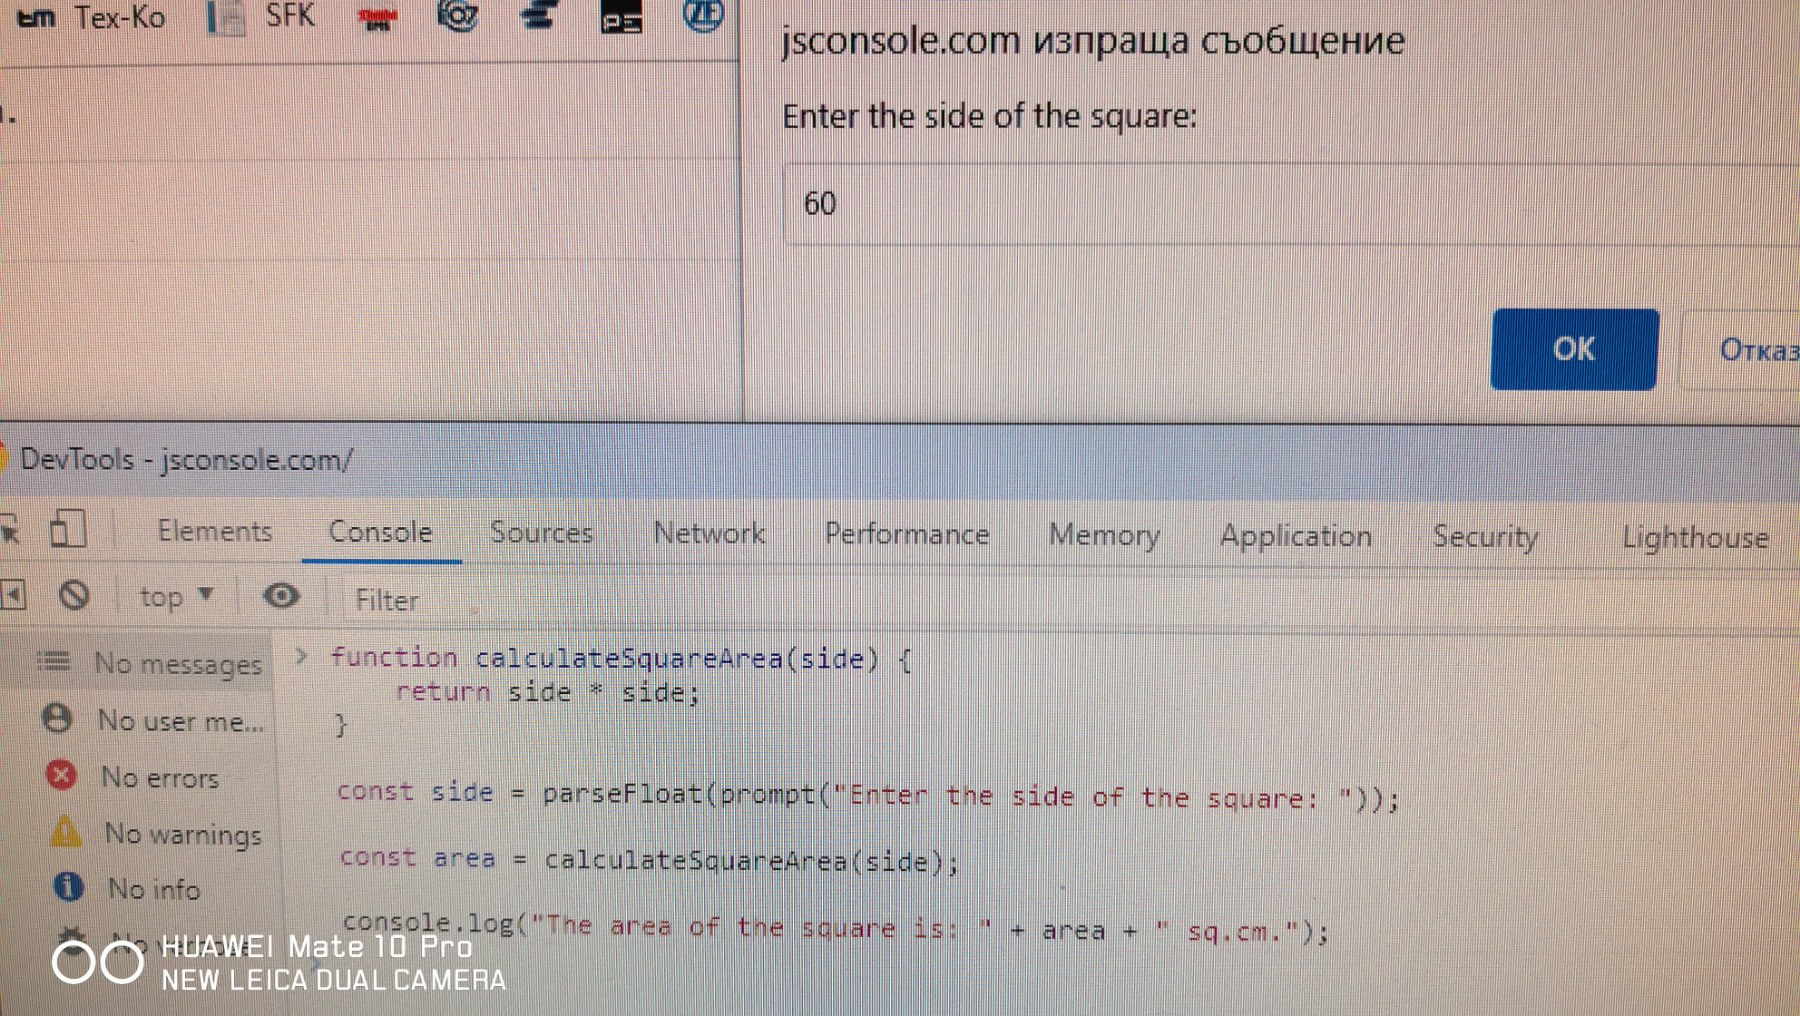 Tex-Ko SFK ZF
jsconsole.com изпраща съобщение
Enter the side of the square:
60
OK Отказ
DevTools - jsconsole.com/
Elements Console Sources Network Performance Memory Application Security Lighthouse
top Filter
No messages
No user me...
No errors
No warnings
No info
No
function calculateSquareArea(side) {
return side * side;
}
const side = parseFloat(prompt("Enter the side of the square: "));
const area = calculateSquareArea(side);
console.log("The area of the square is: " + area + " sq.cm.");
HUAWEI Mate 10 Pro
NEW LEICA DUAL CAMERA